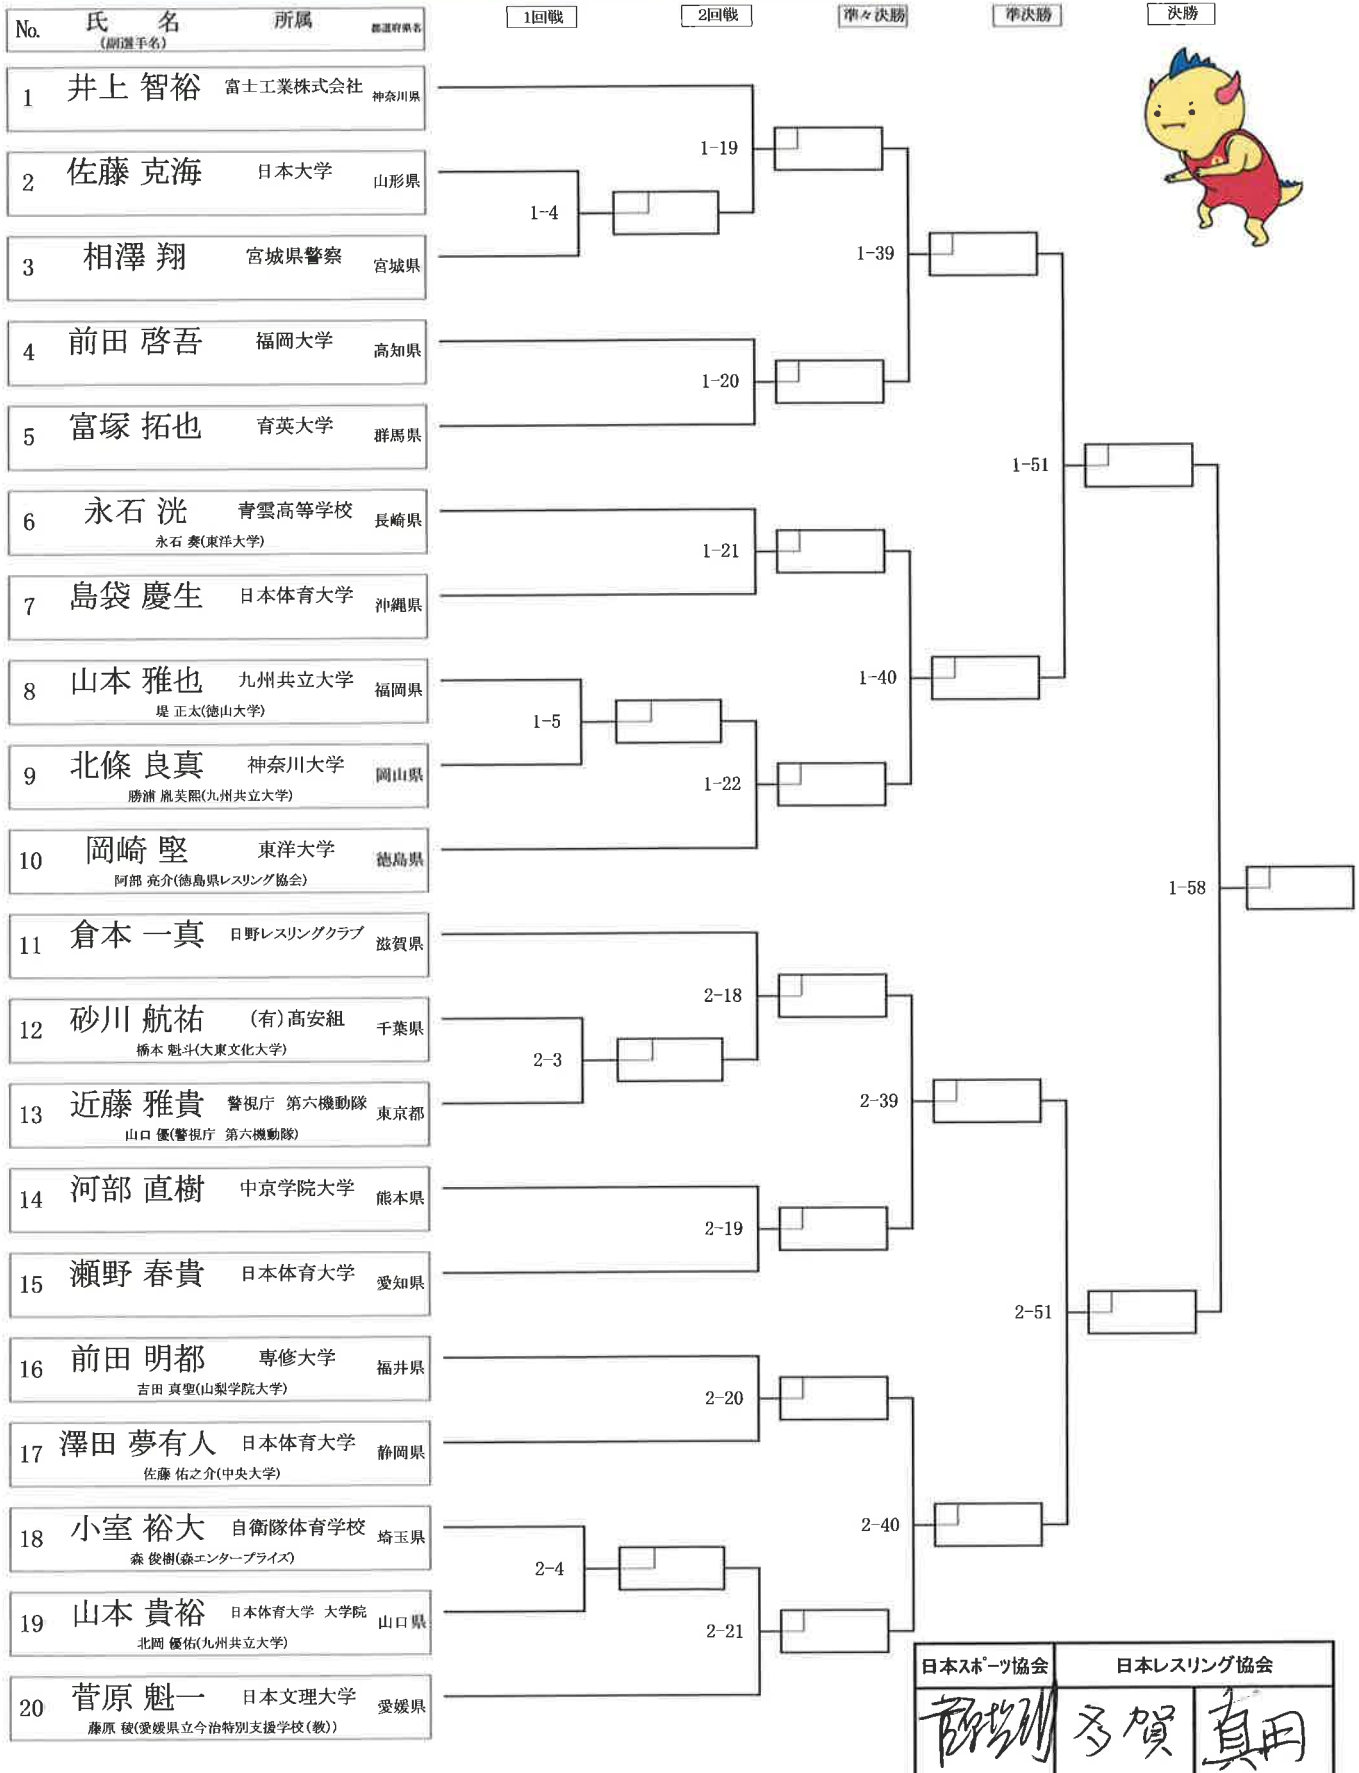 No. 氏 名 所属 都道府県名
(副選手名)
1回戦 2回戦 準々決勝 準決勝 決勝
1 井上 智裕 富士工業株式会社 神奈川県
2 佐藤 克海 日本大学 山形県
3 相澤 翔 宮城県警察 宮城県
4 前田 啓吾 福岡大学 高知県
5 富塚 拓也 育英大学 群馬県
6 永石 洸 青雲高等学校 長崎県
永石 奏(東洋大学)
7 島袋 慶生 日本体育大学 沖縄県
8 山本 雅也 九州共立大学 福岡県
堤 正太(徳山大学)
9 北條 良真 神奈川大学 岡山県
勝浦 胤英熙(九州共立大学)
10 岡崎 堅 東洋大学 徳島県
阿部 亮介(徳島県レスリング協会)
11 倉本 一真 日野レスリングクラブ 滋賀県
12 砂川 航祐 (有)髙安組 千葉県
橋本 魁斗(大東文化大学)
13 近藤 雅貴 警視庁 第六機動隊 東京都
山口 優(警視庁 第六機動隊)
14 河部 直樹 中京学院大学 熊本県
15 瀬野 春貴 日本体育大学 愛知県
16 前田 明都 専修大学 福井県
吉田 真聖(山梨学院大学)
17 澤田 夢有人 日本体育大学 静岡県
佐藤 佑之介(中央大学)
18 小室 裕大 自衛隊体育学校 埼玉県
森 俊樹(森エンタープライズ)
19 山本 貴裕 日本体育大学 大学院 山口県
北岡 優佑(九州共立大学)
20 菅原 魁一 日本文理大学 愛媛県
藤原 稜(愛媛県立今治特別支援学校(教))
1-4
1-5
2-3
2-4
1-19
1-20
1-21
1-22
2-18
2-19
2-20
2-21
1-39
1-40
2-39
2-40
1-51
2-51
1-58
日本スポーツ協会 日本レスリング協会
多賀 真田